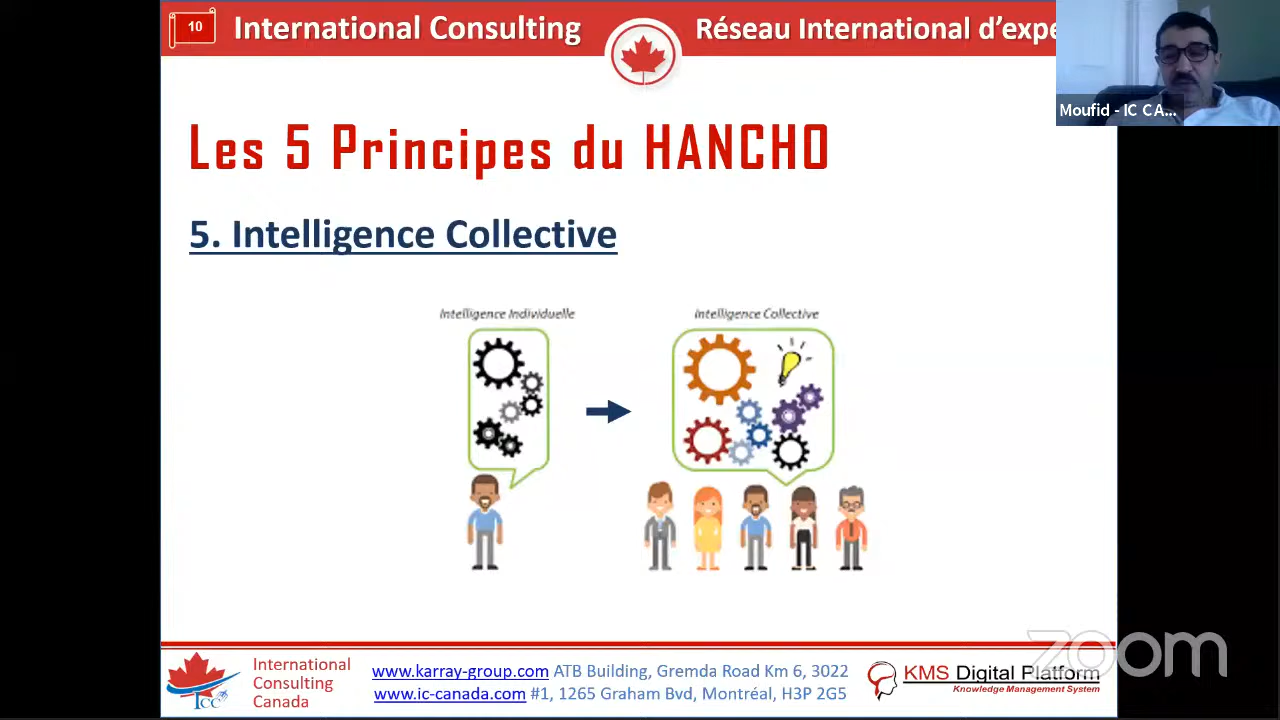 10
International Consulting
Réseau International d'expe
Moufid - IC CA...
Les 5 Principes du HANCHO
5. Intelligence Collective
Intelligence Individuelle
Intelligence Collective
International
Consulting
Canada
ICC
www.karray-group.com ATB Building, Gremda Road Km 6, 3022
www.ic-canada.com #1, 1265 Graham Bvd, Montréal, H3P 2G5
KMS Digital Platform
Knowledge Management System
zoom